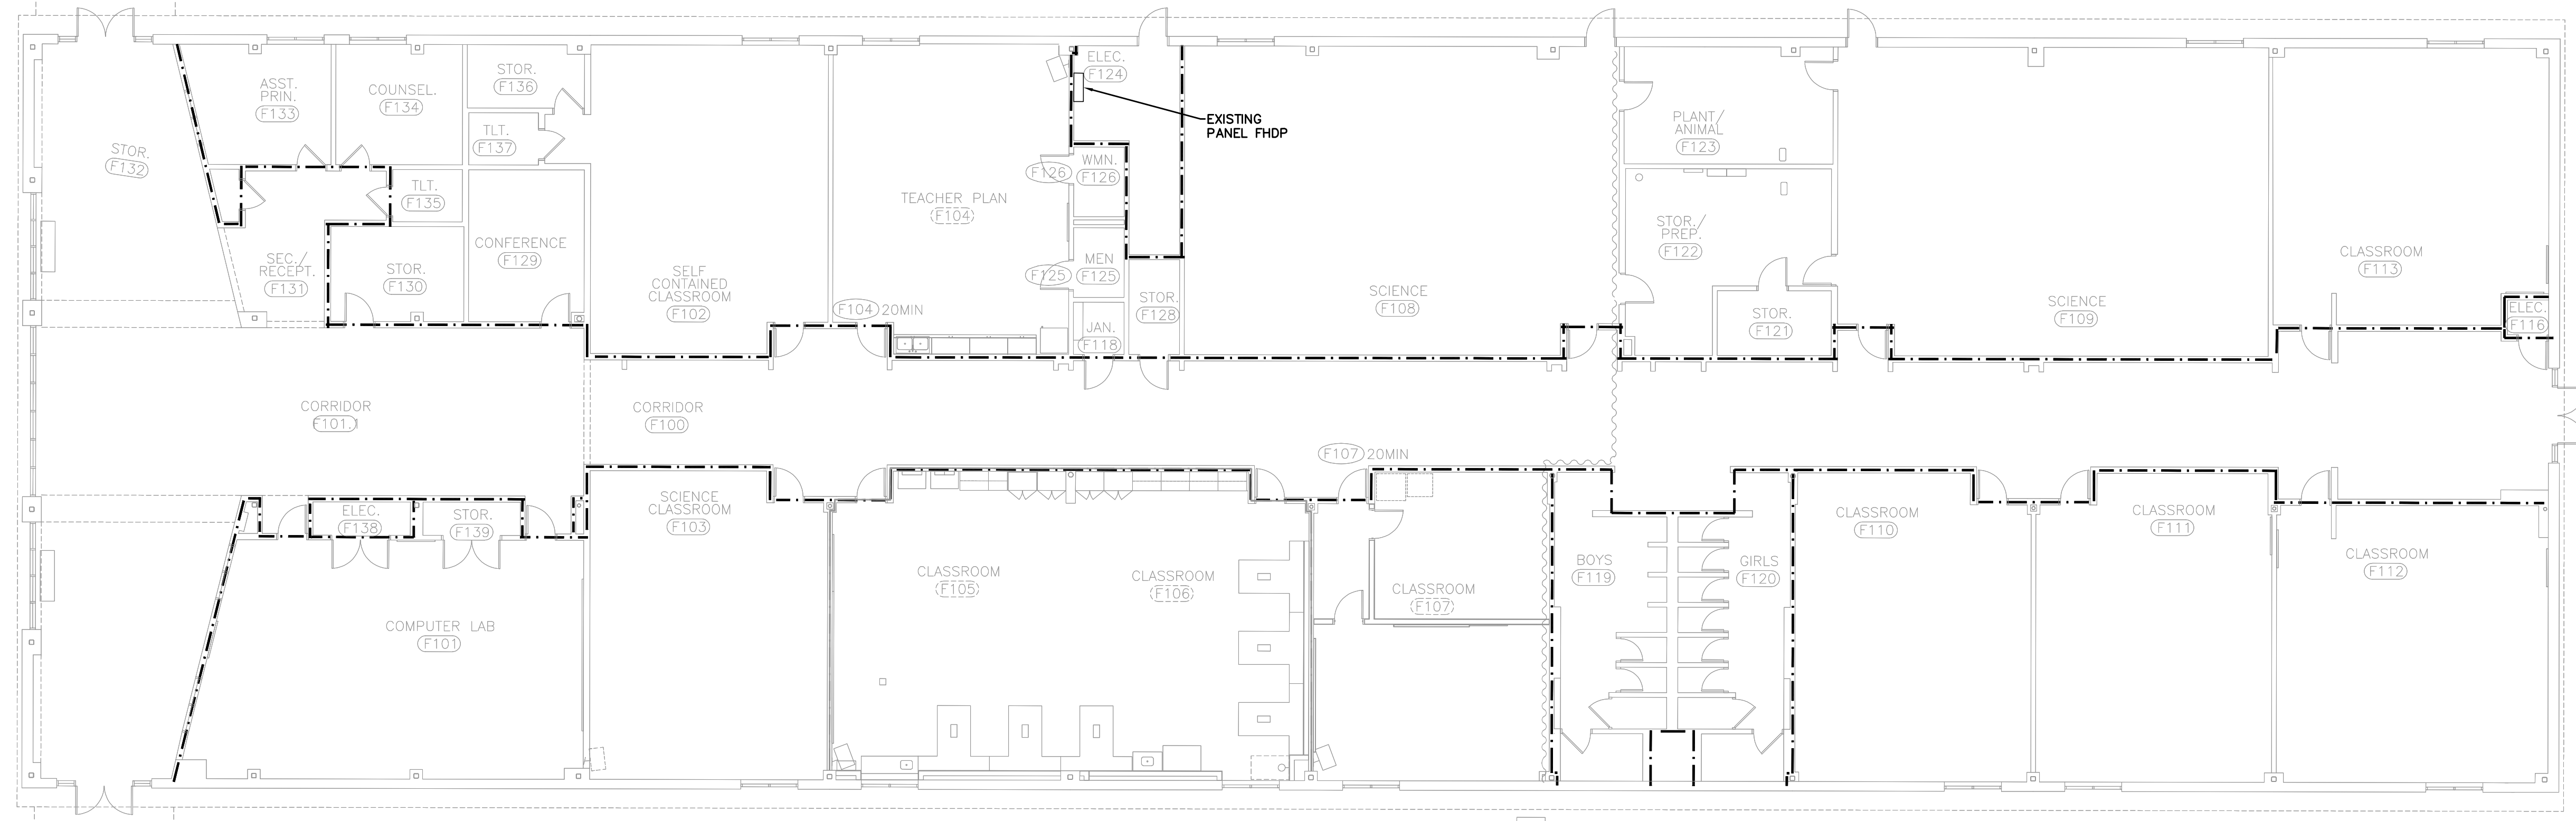 STOR.
F132
ASST.
PRIN.
F133
COUNSEL.
F134
STOR.
F136
TLT.
F137
TLT.
F135
SEC./
RECEPT.
F131
STOR.
F130
CONFERENCE
F129
SELF
CONTAINED
CLASSROOM
F102
TEACHER PLAN
F104
F104 20MIN
ELEC.
F124
EXISTING
PANEL FHDP
F126
WMN.
F126
F125
MEN
F125
JAN.
F118
STOR.
F128
SCIENCE
F108
PLANT/
ANIMAL
F123
STOR./
PREP.
F122
STOR.
F121
SCIENCE
F109
CLASSROOM
F113
ELEC.
F116
CORRIDOR
F101.1
CORRIDOR
F100
F107 20MIN
ELEC.
F138
STOR.
F139
COMPUTER LAB
F101
SCIENCE
CLASSROOM
F103
CLASSROOM
F105
CLASSROOM
F106
CLASSROOM
F107
BOYS
F119
GIRLS
F120
CLASSROOM
F110
CLASSROOM
F111
CLASSROOM
F112